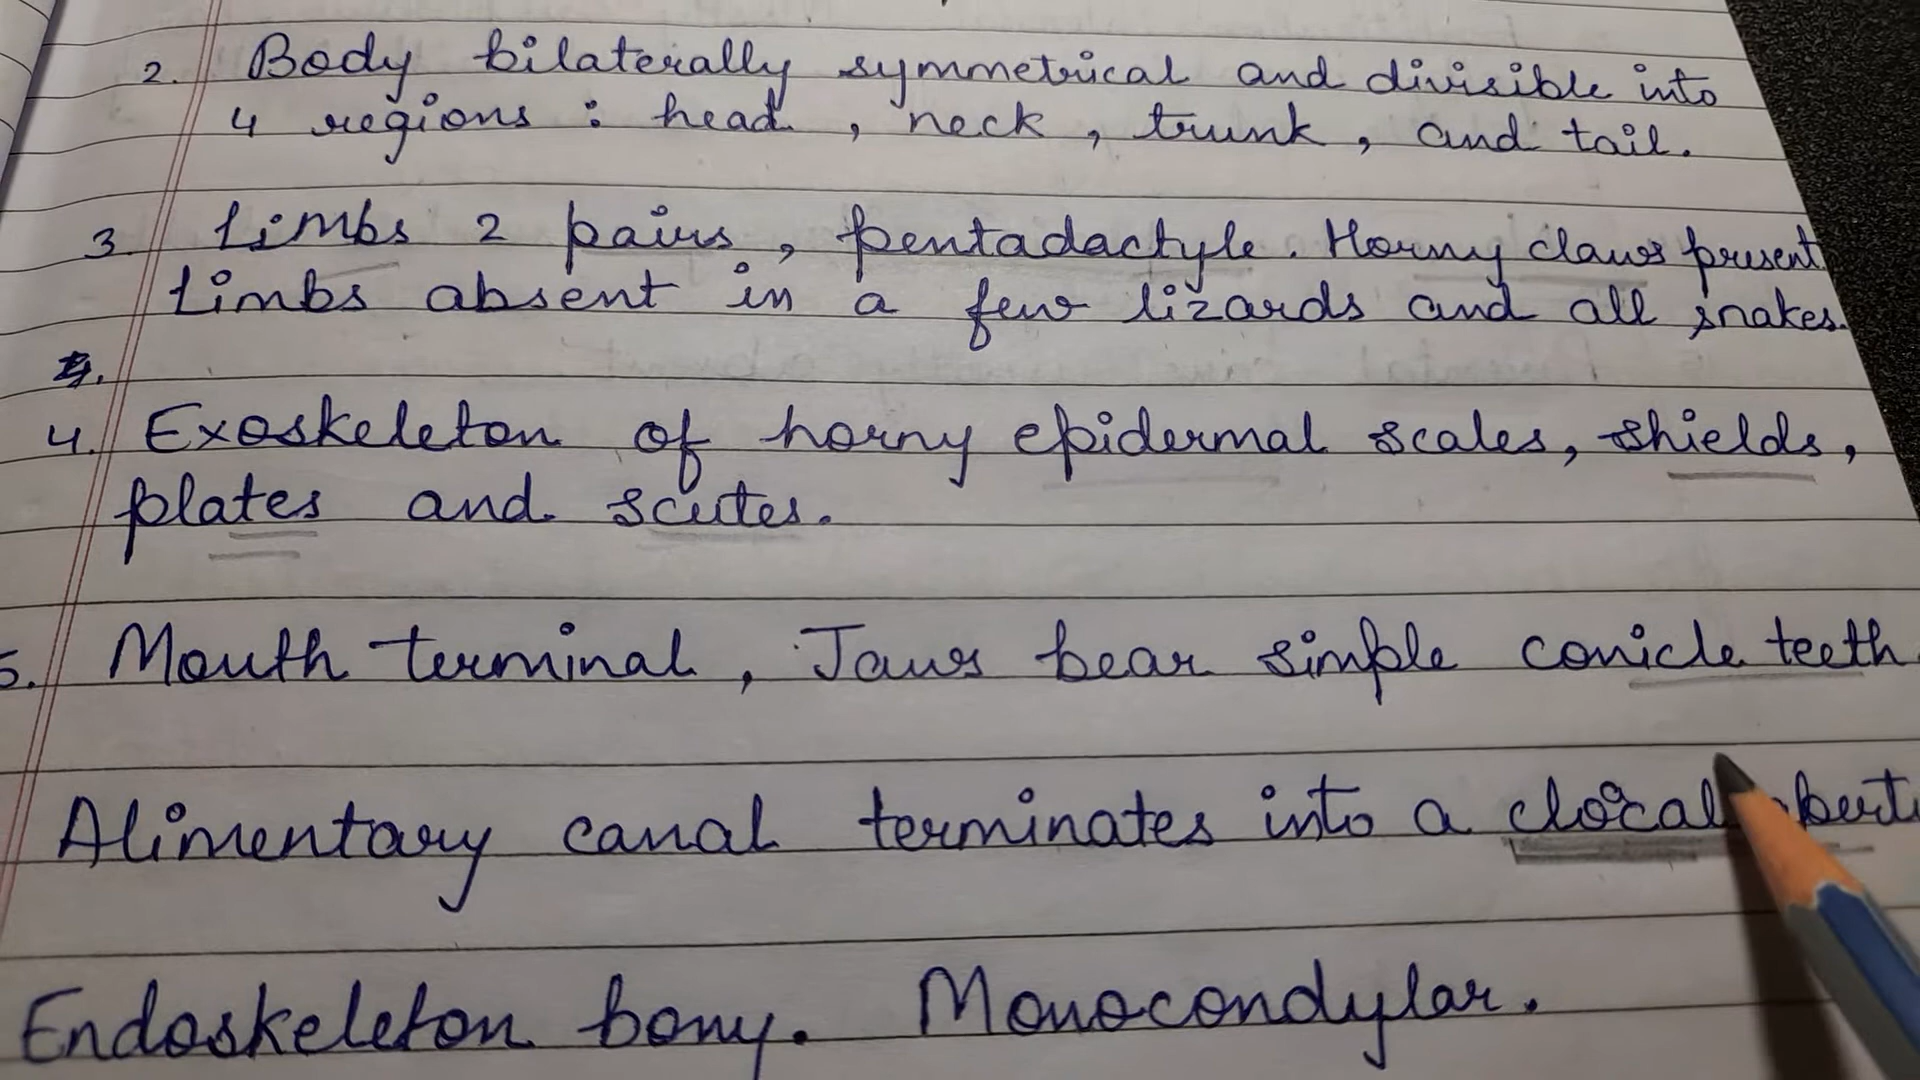 2. Body bilaterally symmetrical and divisible into
4 regions : head , neck , trunk , and tail.
3 Limbs 2 pairs , pentadactyle. Horny claws present
Limbs absent in a few lizards and all snakes.
4. Exoskeleton of horny epidermal scales, shields,
plates and scutes.
5. Mouth terminal , Jaws bear simple conicle teeth
Alimentary canal terminates into a
Endoskeleton bony. Monocondylar.